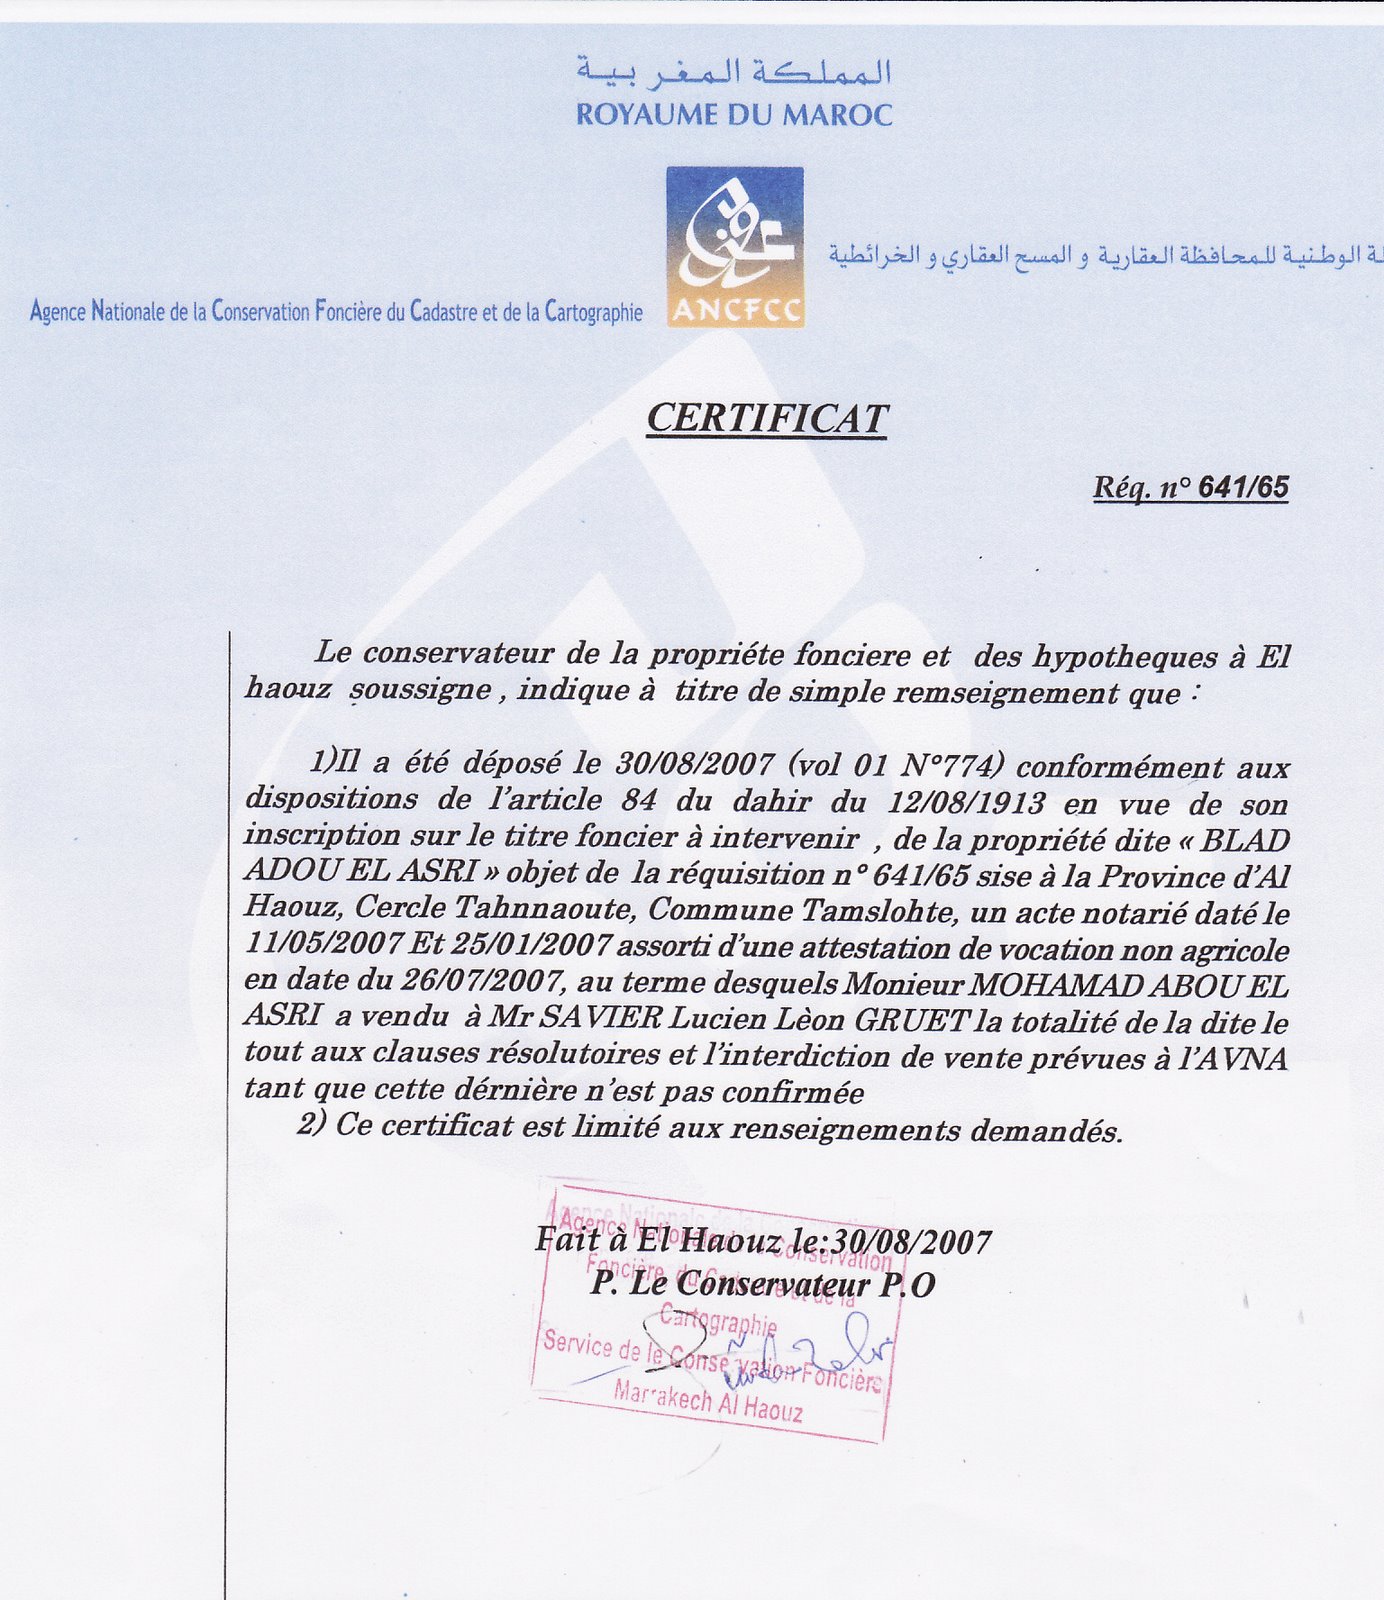 المملكة المغربية
ROYAUME DU MAROC
الوطنية للمحافظة العقارية و المسح العقاري و الخرائطية
Agence Nationale de la Conservation Foncière du Cadastre et de la Cartographie
ANCFCC
CERTIFICAT
Réq. n° 641/65
Le conservateur de la propriéte fonciere et des hypotheques à El
haouz soussigne , indique à titre de simple remseignement que :
1)Il a été déposé le 30/08/2007 (vol 01 N°774) conformément aux
dispositions de l'article 84 du dahir du 12/08/1913 en vue de son
inscription sur le titre foncier à intervenir , de la propriété dite « BLAD
ADOU EL ASRI » objet de la réquisition n° 641/65 sise à la Province d'Al
Haouz, Cercle Tahnnaoute, Commune Tamslohte, un acte notarié daté le
11/05/2007 Et 25/01/2007 assorti d'une attestation de vocation non agricole
en date du 26/07/2007, au terme desquels Monieur MOHAMAD ABOU EL
ASRI a vendu à Mr SAVIER Lucien Lèon GRUET la totalité de la dite le
tout aux clauses résolutoires et l'interdiction de vente prévues à l'AVNA
tant que cette dérnière n'est pas confirmée
2) Ce certificat est limité aux renseignements demandés.
Fait à El Haouz le:30/08/2007
P. Le Conservateur P.O
Agence Nationale de la Conservation
Foncière du Cadastre et de la
Cartographie
Service de le Conservation Foncière
Marrakech Al Haouz